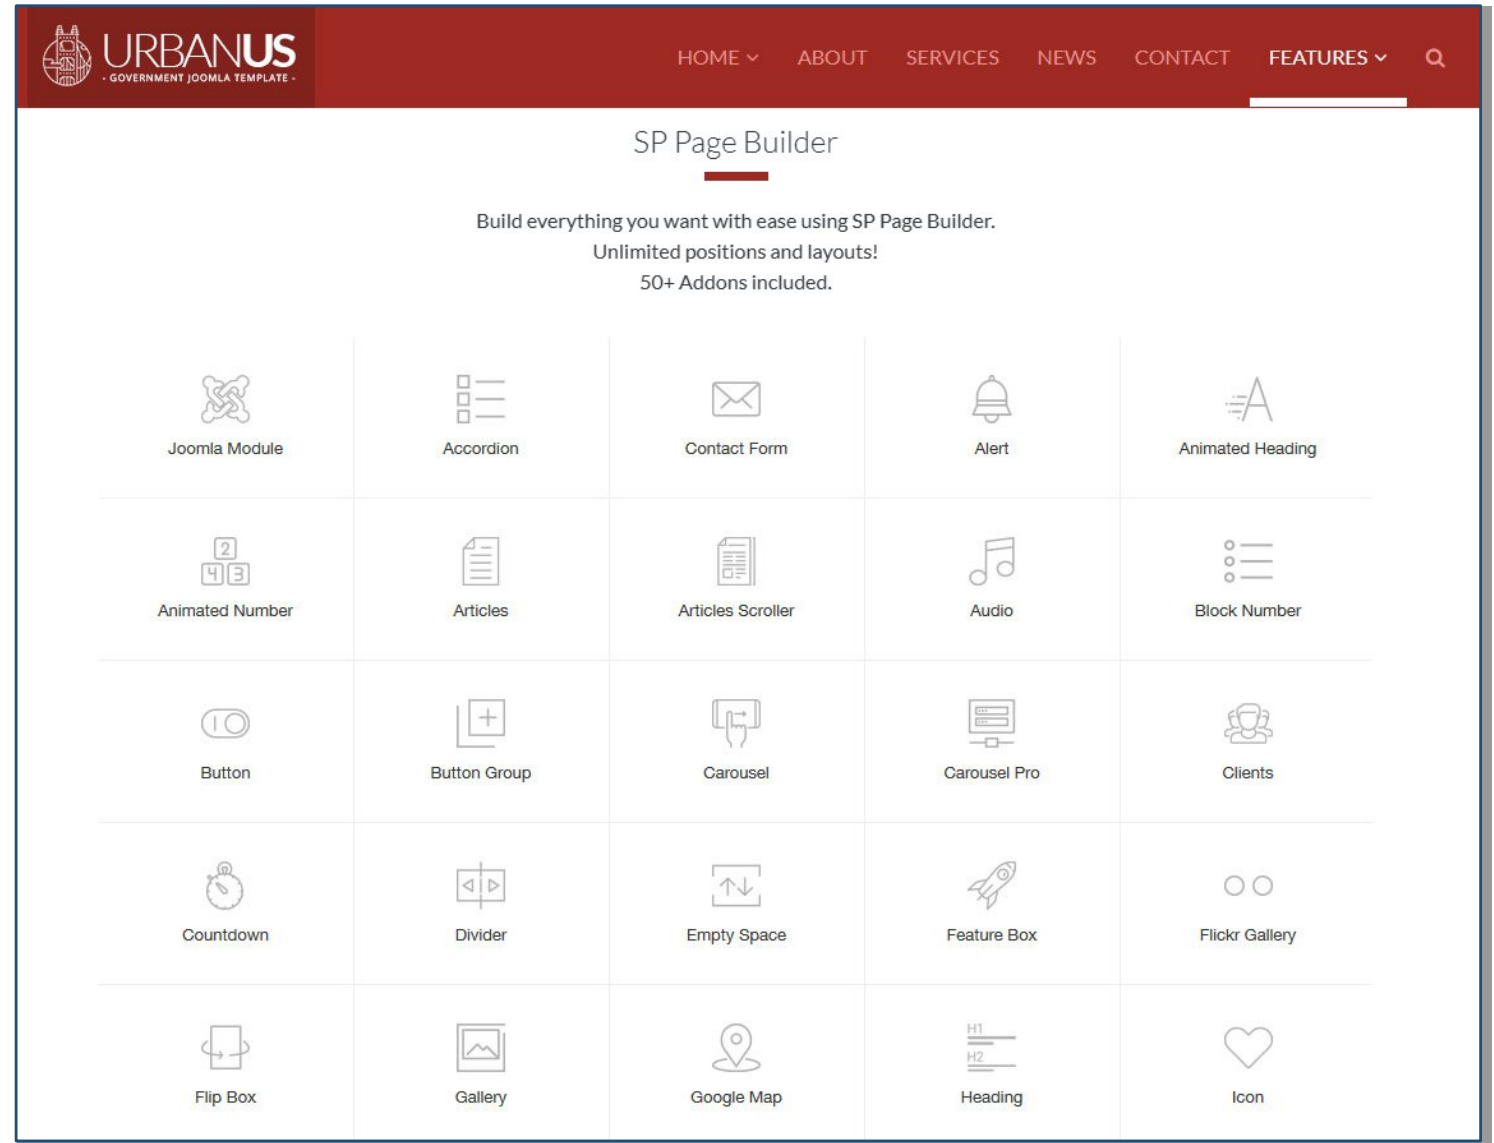 URBANUS
- GOVERNMENT JOOMLA TEMPLATE -
HOME ABOUT SERVICES NEWS CONTACT FEATURES
SP Page Builder
Build everything you want with ease using SP Page Builder.
Unlimited positions and layouts!
50+ Addons included.
Joomla Module Accordion Contact Form Alert Animated Heading
2
4 3
Animated Number Articles Articles Scroller Audio Block Number
Button Button Group Carousel Carousel Pro Clients
Countdown Divider Empty Space Feature Box Flickr Gallery
H1
H2
Flip Box Gallery Google Map Heading Icon